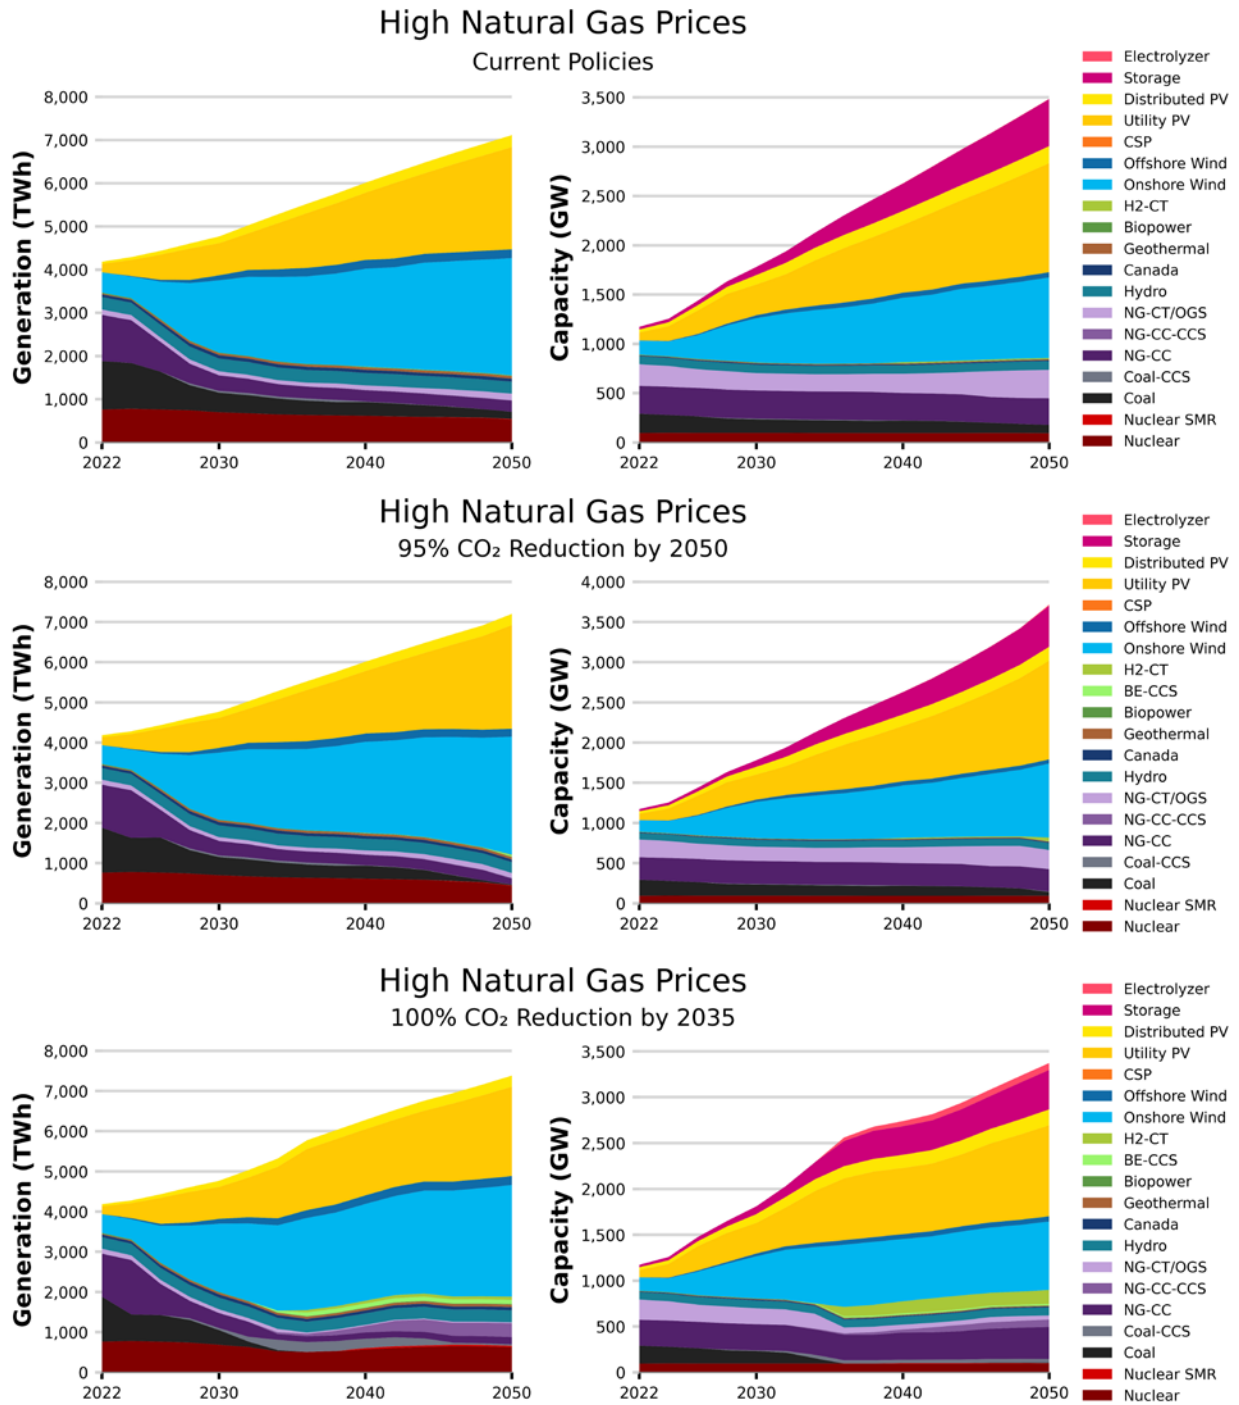 High Natural Gas Prices
Current Policies
Generation (TWh)
8,000
7,000
6,000
5,000
4,000
3,000
2,000
1,000
0
2022
2030
2040
2050
Capacity (GW)
3,500
3,000
2,500
2,000
1,500
1,000
500
0
2022
2030
2040
2050
Electrolyzer
Storage
Distributed PV
Utility PV
CSP
Offshore Wind
Onshore Wind
H2-CT
Biopower
Geothermal
Canada
Hydro
NG-CT/OGS
NG-CC-CCS
NG-CC
Coal-CCS
Coal
Nuclear SMR
Nuclear
High Natural Gas Prices
95% CO₂ Reduction by 2050
Generation (TWh)
8,000
7,000
6,000
5,000
4,000
3,000
2,000
1,000
0
2022
2030
2040
2050
Capacity (GW)
4,000
3,500
3,000
2,500
2,000
1,500
1,000
500
0
2022
2030
2040
2050
Electrolyzer
Storage
Distributed PV
Utility PV
CSP
Offshore Wind
Onshore Wind
H2-CT
BE-CCS
Biopower
Geothermal
Canada
Hydro
NG-CT/OGS
NG-CC-CCS
NG-CC
Coal-CCS
Coal
Nuclear SMR
Nuclear
High Natural Gas Prices
100% CO₂ Reduction by 2035
Generation (TWh)
8,000
7,000
6,000
5,000
4,000
3,000
2,000
1,000
0
2022
2030
2040
2050
Capacity (GW)
3,500
3,000
2,500
2,000
1,500
1,000
500
0
2022
2030
2040
2050
Electrolyzer
Storage
Distributed PV
Utility PV
CSP
Offshore Wind
Onshore Wind
H2-CT
BE-CCS
Biopower
Geothermal
Canada
Hydro
NG-CT/OGS
NG-CC-CCS
NG-CC
Coal-CCS
Coal
Nuclear SMR
Nuclear